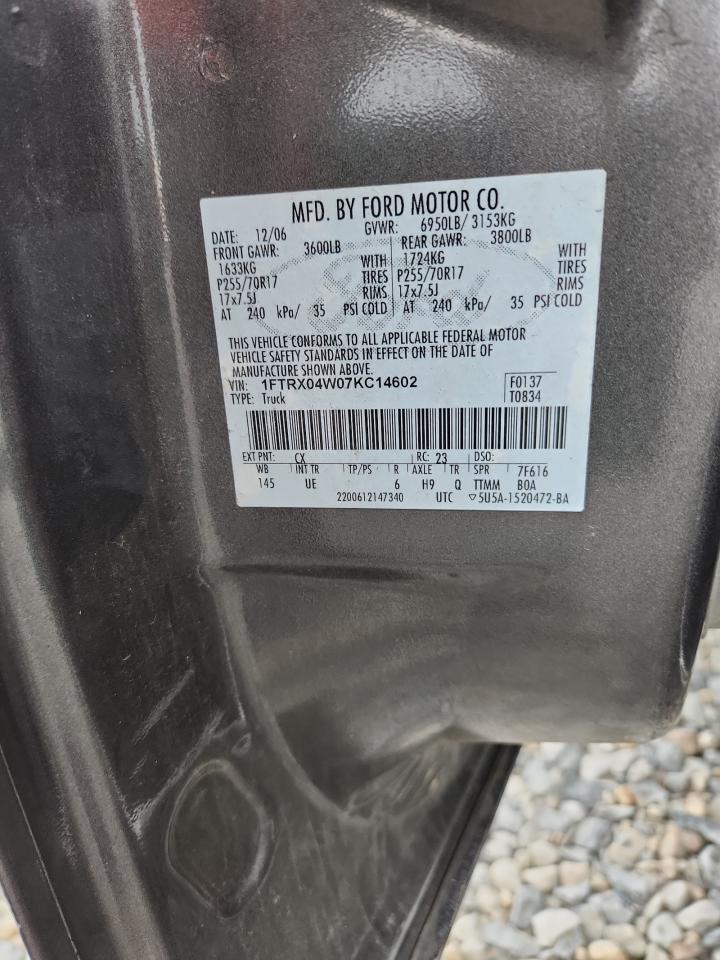 MFD. BY FORD MOTOR CO.
DATE: 12/06 GVWR: 6950LB/ 3153KG
FRONT GAWR: 3600LB REAR GAWR: 3800LB
1633KG WITH 1724KG WITH
P255/70R17 TIRES P255/70R17 TIRES
17x7.5J RIMS 17x7.5J RIMS
AT 240 kPa/ 35 PSI COLD AT 240 kPa/ 35 PSI COLD
THIS VEHICLE CONFORMS TO ALL APPLICABLE FEDERAL MOTOR
VEHICLE SAFETY STANDARDS IN EFFECT ON THE DATE OF
MANUFACTURE SHOWN ABOVE.
VIN: 1FTRX04W07KC14602 F0137
TYPE: Truck T0834
EXT PNT: CX RC: 23 DSO:
WB INT TR TP/PS R AXLE TR SPR 7F616
145 UE 6 H9 Q TTMM BOA
2200612147340 UTC ▽5U5A-1520472-BA